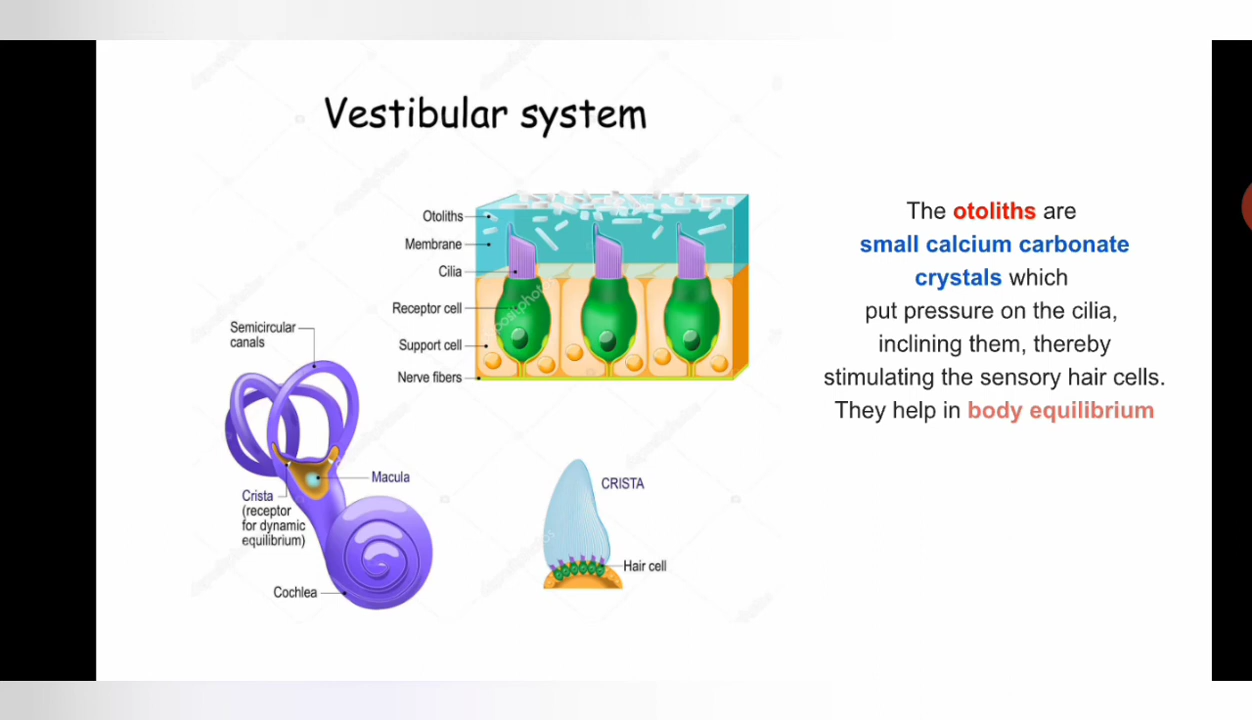 Vestibular system
Otoliths
Membrane
Cilia
Receptor cell
Support cell
Nerve fibers
Semicircular
canals
Macula
Crista
(receptor
for dynamic
equilibrium)
Cochlea
CRISTA
Hair cell
The otoliths are
small calcium carbonate
crystals which
put pressure on the cilia,
inclining them, thereby
stimulating the sensory hair cells.
They help in body equilibrium